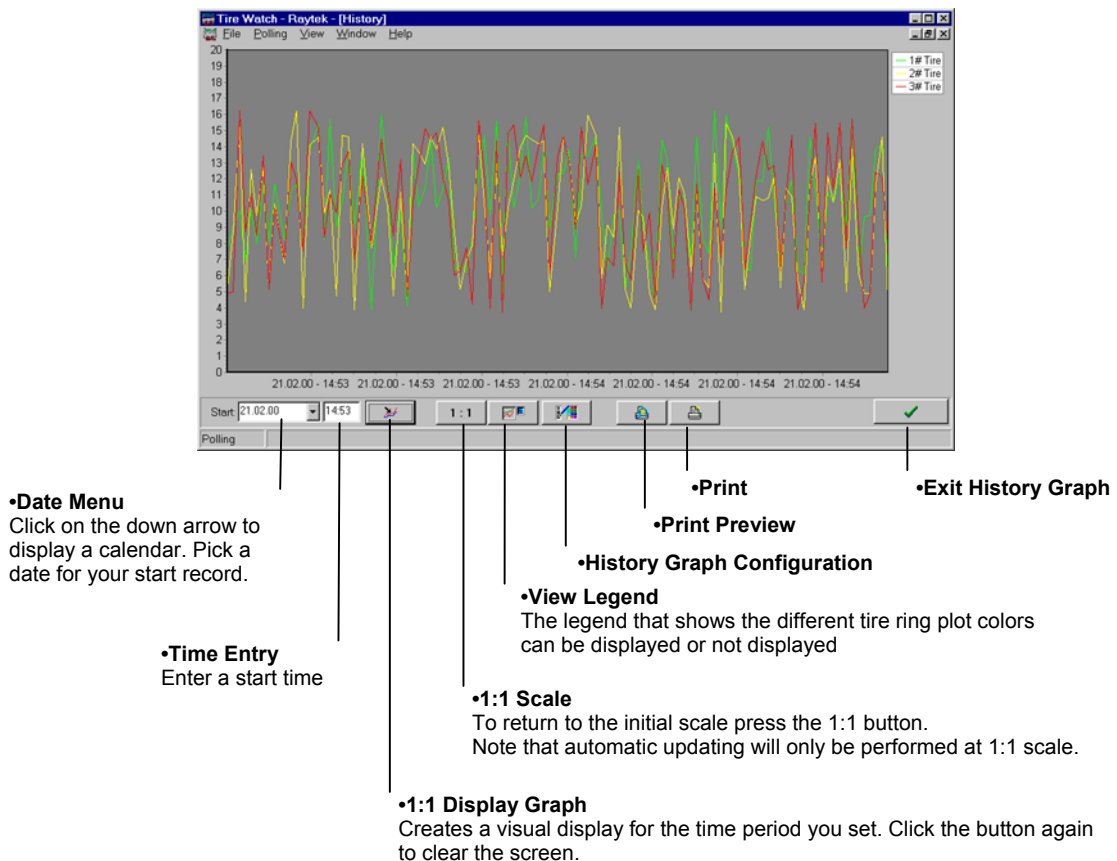 Tire Watch - Raytek - [History]
File Polling View Window Help
20
19
18
17
16
15
14
13
12
11
10
9
8
7
6
5
4
3
2
1
0
1# Tire
2# Tire
3# Tire
21.02.00 - 14:53 21.02.00 - 14:53 21.02.00 - 14:53 21.02.00 - 14:54 21.02.00 - 14:54 21.02.00 - 14:54 21.02.00 - 14:54
Start: 21.02.00 14:53 1 : 1
Polling
•Date Menu
Click on the down arrow to
display a calendar. Pick a
date for your start record.
•Print
•Exit History Graph
•Print Preview
•History Graph Configuration
•View Legend
The legend that shows the different tire ring plot colors
can be displayed or not displayed
•Time Entry
Enter a start time
•1:1 Scale
To return to the initial scale press the 1:1 button.
Note that automatic updating will only be performed at 1:1 scale.
•1:1 Display Graph
Creates a visual display for the time period you set. Click the button again
to clear the screen.